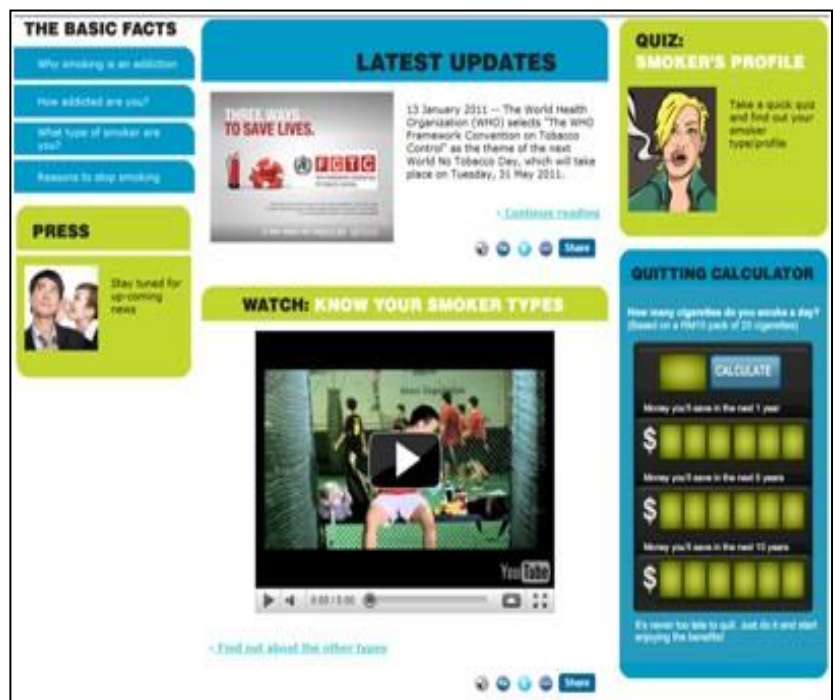 THE BASIC FACTS
Why smoking is an addiction
How addicted are you?
What type of smoker are
you?
Reasons to stop smoking
PRESS
Stay tuned for
up-coming
news
LATEST UPDATES
THREE WAYS
TO SAVE LIVES.
FCTC
13 January 2011 -- The World Health
Organization (WHO) selects "The WHO
Framework Convention on Tobacco
Control" as the theme of the next
World No Tobacco Day, which will take
place on Tuesday, 31 May 2011.
Continue reading
Share
WATCH: KNOW YOUR SMOKER TYPES
YouTube
0:00 / 0:00
Find out about the other types
Share
QUIZ:
SMOKER'S PROFILE
Take a quick quiz
and find out your
smoker
type/profile
QUITTING CALCULATOR
How many cigarettes do you smoke a day?
(Based on a RM10 pack of 20 cigarettes)
CALCULATE
Money you'll save in the next 1 year
$
Money you'll save in the next 5 years
$
Money you'll save in the next 10 years
$
It's never too late to quit. Just do it and start
enjoying the benefits!